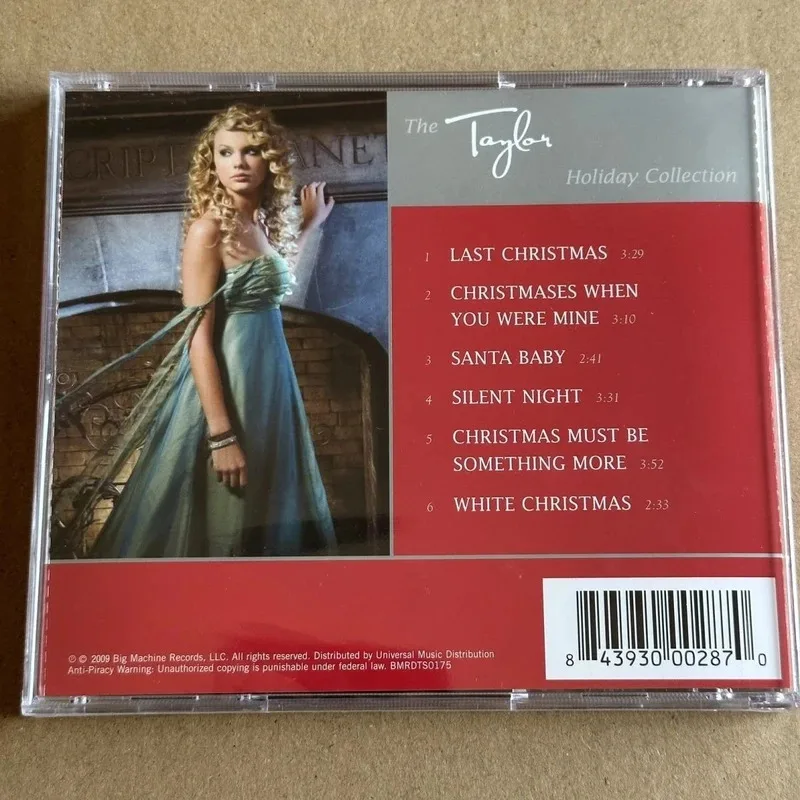 CRIPT
ANET
The Taylor
Holiday Collection
1 LAST CHRISTMAS 3:29
2 CHRISTMASES WHEN
YOU WERE MINE 3:10
3 SANTA BABY 2:41
4 SILENT NIGHT 3:31
5 CHRISTMAS MUST BE
SOMETHING MORE 3:52
6 WHITE CHRISTMAS 2:33
℗ © 2009 Big Machine Records, LLC. All rights reserved. Distributed by Universal Music Distribution
Anti-Piracy Warning: Unauthorized copying is punishable under federal law. BMRDTS0175
8 43930 00287 0